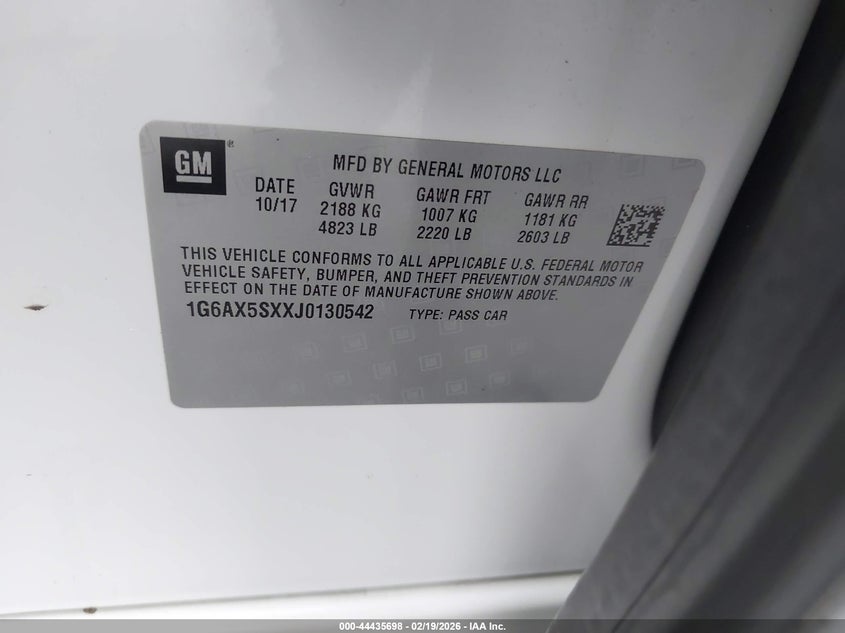 GM ®
MFD BY GENERAL MOTORS LLC
DATE GVWR GAWR FRT GAWR RR
10/17 2188 KG 1007 KG 1181 KG
4823 LB 2220 LB 2603 LB
THIS VEHICLE CONFORMS TO ALL APPLICABLE U.S. FEDERAL MOTOR
VEHICLE SAFETY, BUMPER, AND THEFT PREVENTION STANDARDS IN
EFFECT ON THE DATE OF MANUFACTURE SHOWN ABOVE.
1G6AX5SXXJ0130542 TYPE: PASS CAR
000-44435698 - 02/19/2026 - IAA Inc.